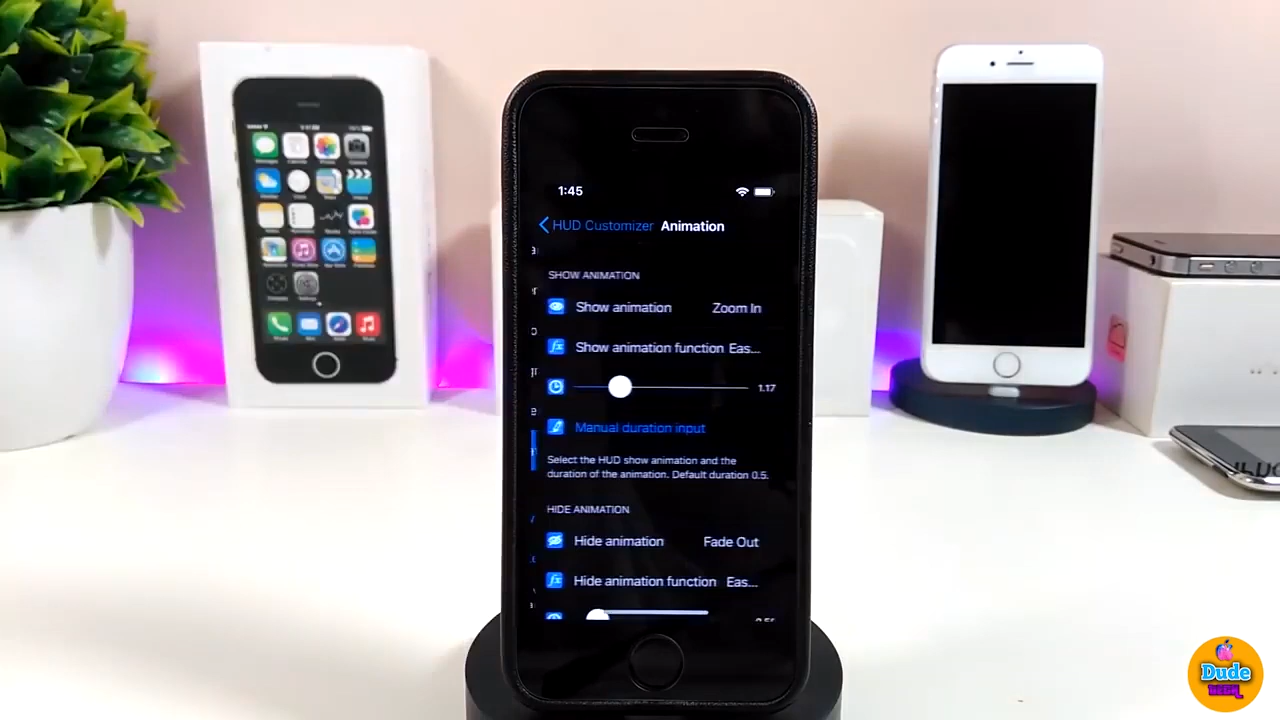 1:45
HUD Customizer Animation
SHOW ANIMATION
Show animation Zoom In
Show animation function Eas...
1.17
Manual duration input
Select the HUD show animation and the
duration of the animation. Default duration 0.5.
HIDE ANIMATION
Hide animation Fade Out
Hide animation function Eas...
Dude